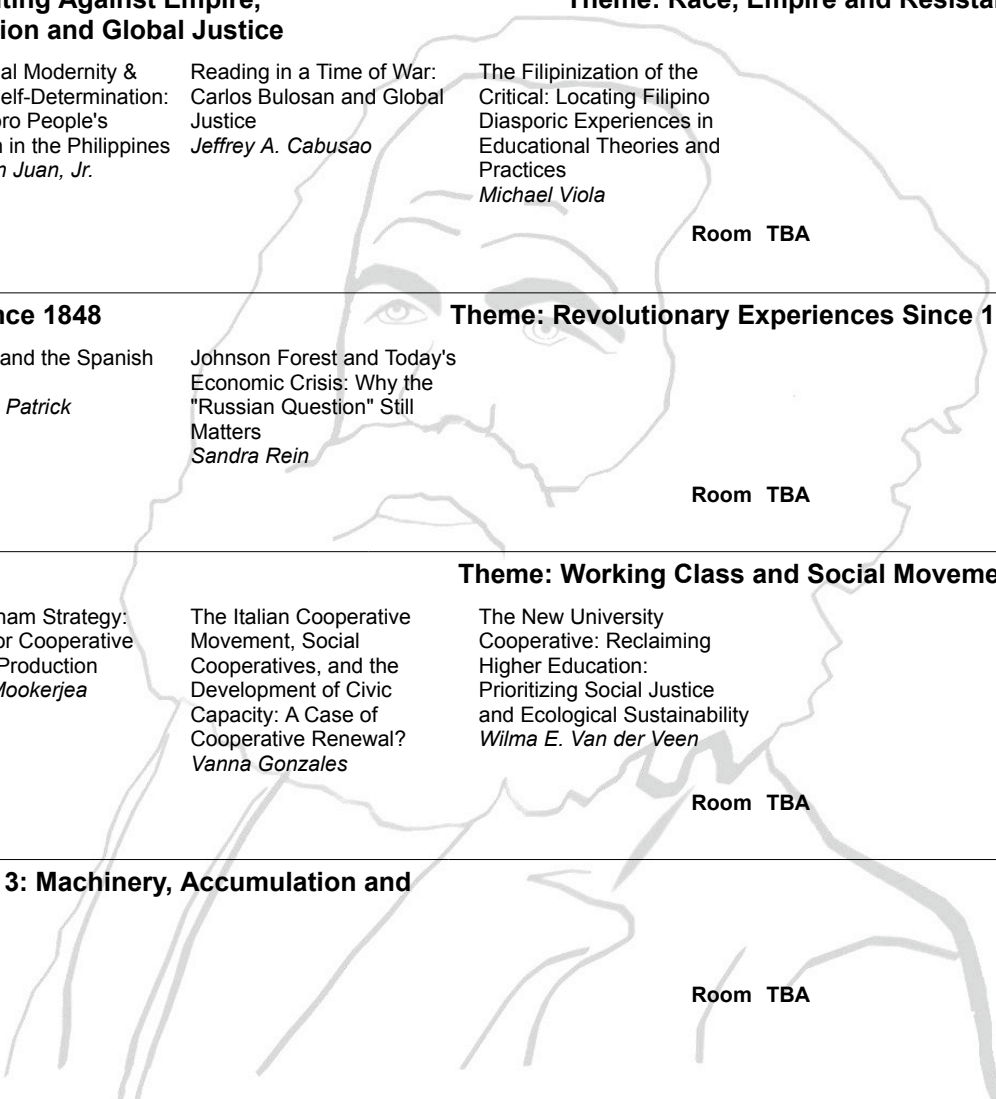 ting Against Empire,
ion and Global Justice
Theme: Race, Empire and Resista
al Modernity &
elf-Determination:
oro People's
n in the Philippines
n Juan, Jr.
Reading in a Time of War:
Carlos Bulosan and Global
Justice
Jeffrey A. Cabusao
The Filipinization of the
Critical: Locating Filipino
Diasporic Experiences in
Educational Theories and
Practices
Michael Viola
Room TBA
nce 1848
Theme: Revolutionary Experiences Since 1
and the Spanish
Patrick
Johnson Forest and Today's
Economic Crisis: Why the
"Russian Question" Still
Matters
Sandra Rein
Room TBA
Theme: Working Class and Social Moveme
ham Strategy:
or Cooperative
Production
Mookerjea
The Italian Cooperative
Movement, Social
Cooperatives, and the
Development of Civic
Capacity: A Case of
Cooperative Renewal?
Vanna Gonzales
The New University
Cooperative: Reclaiming
Higher Education:
Prioritizing Social Justice
and Ecological Sustainability
Wilma E. Van der Veen
Room TBA
3: Machinery, Accumulation and
Room TBA